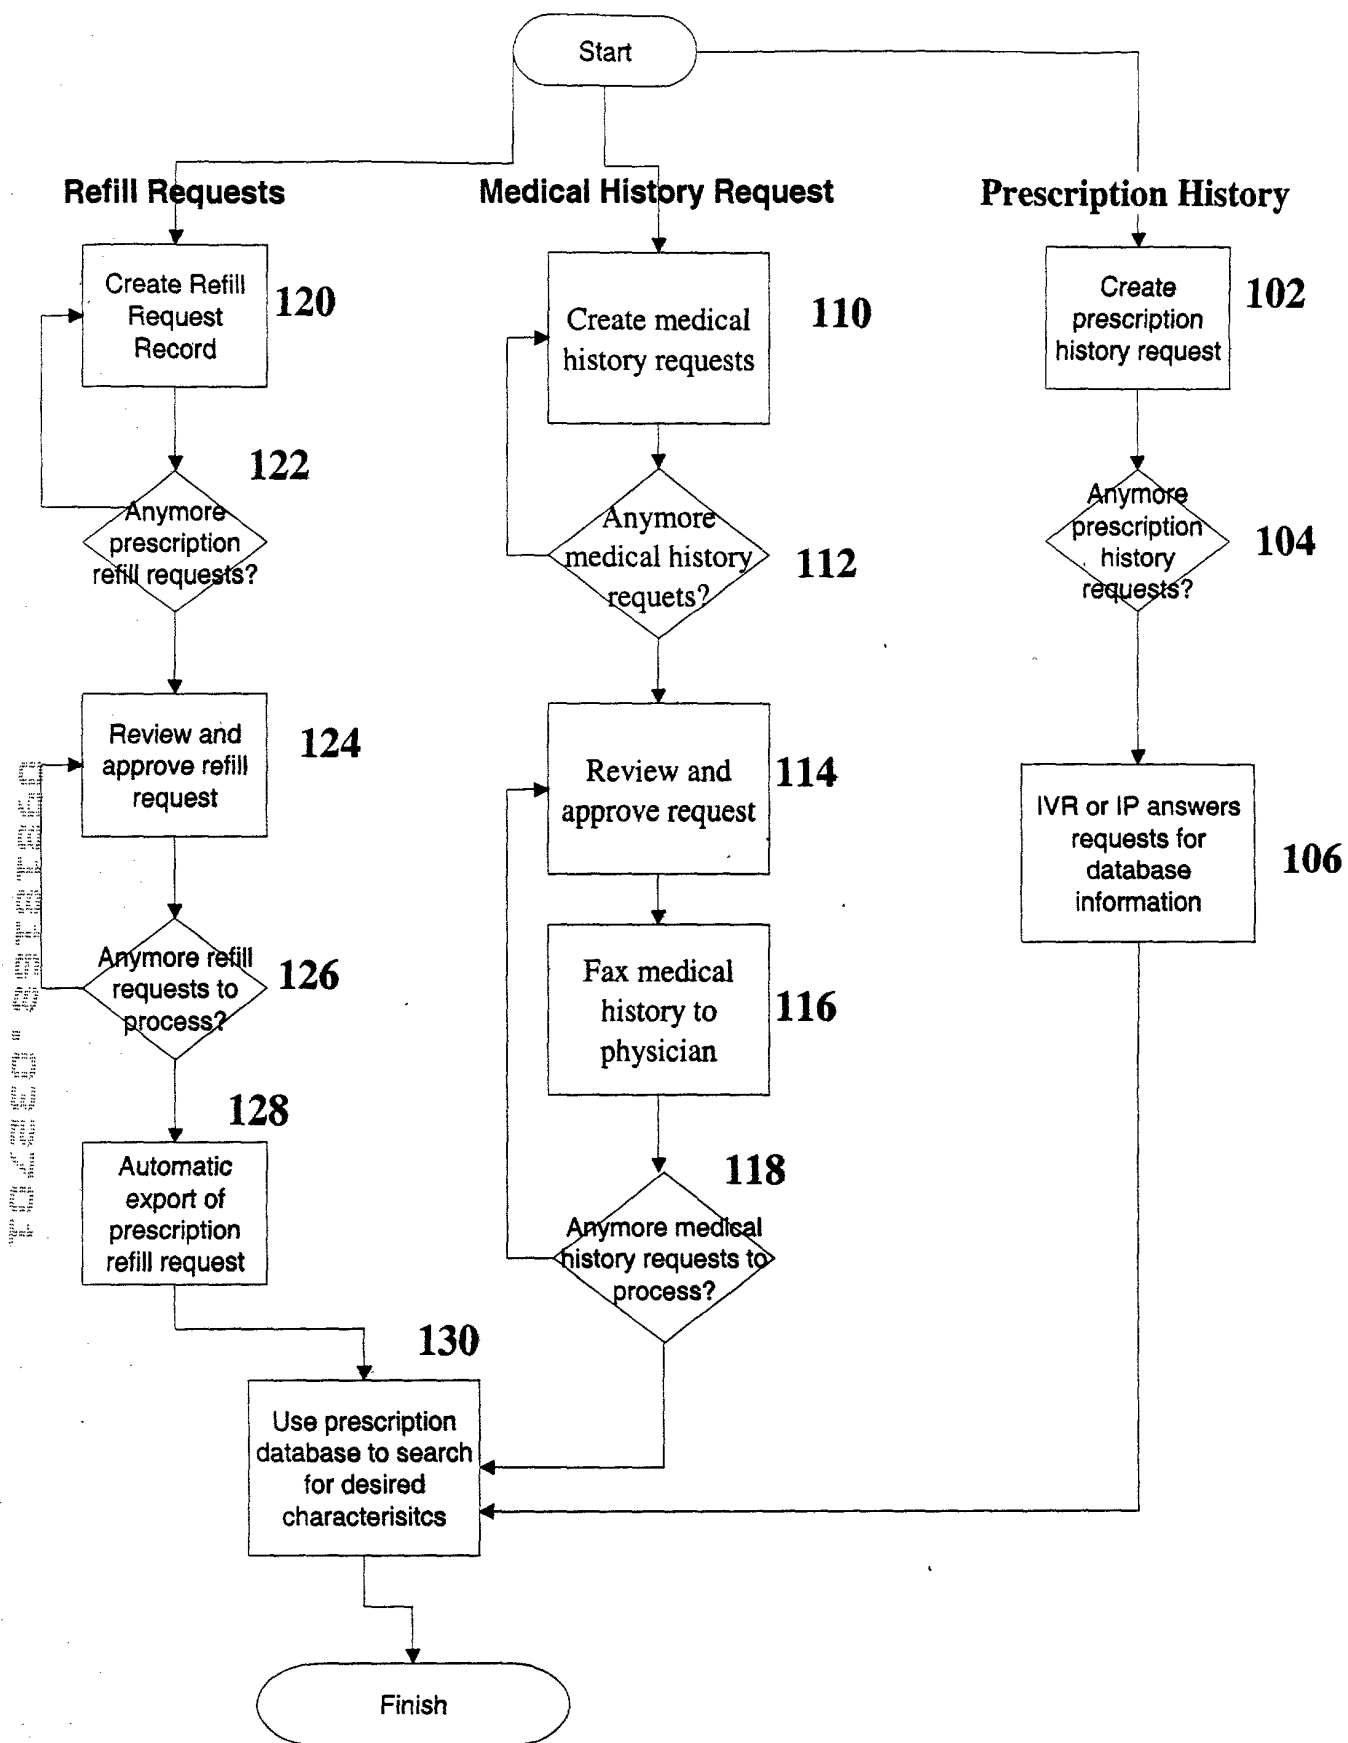 Start
Refill Requests
Create Refill
Request
Record
120
122
Anymore
prescription
refill requests?
Review and
approve refill
request
124
Anymore refill
requests to
process?
126
128
Automatic
export of
prescription
refill request
Medical History Request
Create medical
history requests
110
Anymore
medical history
requets?
112
Review and
approve request
114
Fax medical
history to
physician
116
118
Anymore medical
history requests to
process?
Prescription History
Create
prescription
history request
102
Anymore
prescription
history
requests?
104
IVR or IP answers
requests for
database
information
106
130
Use prescription
database to search
for desired
characterisitcs
Finish